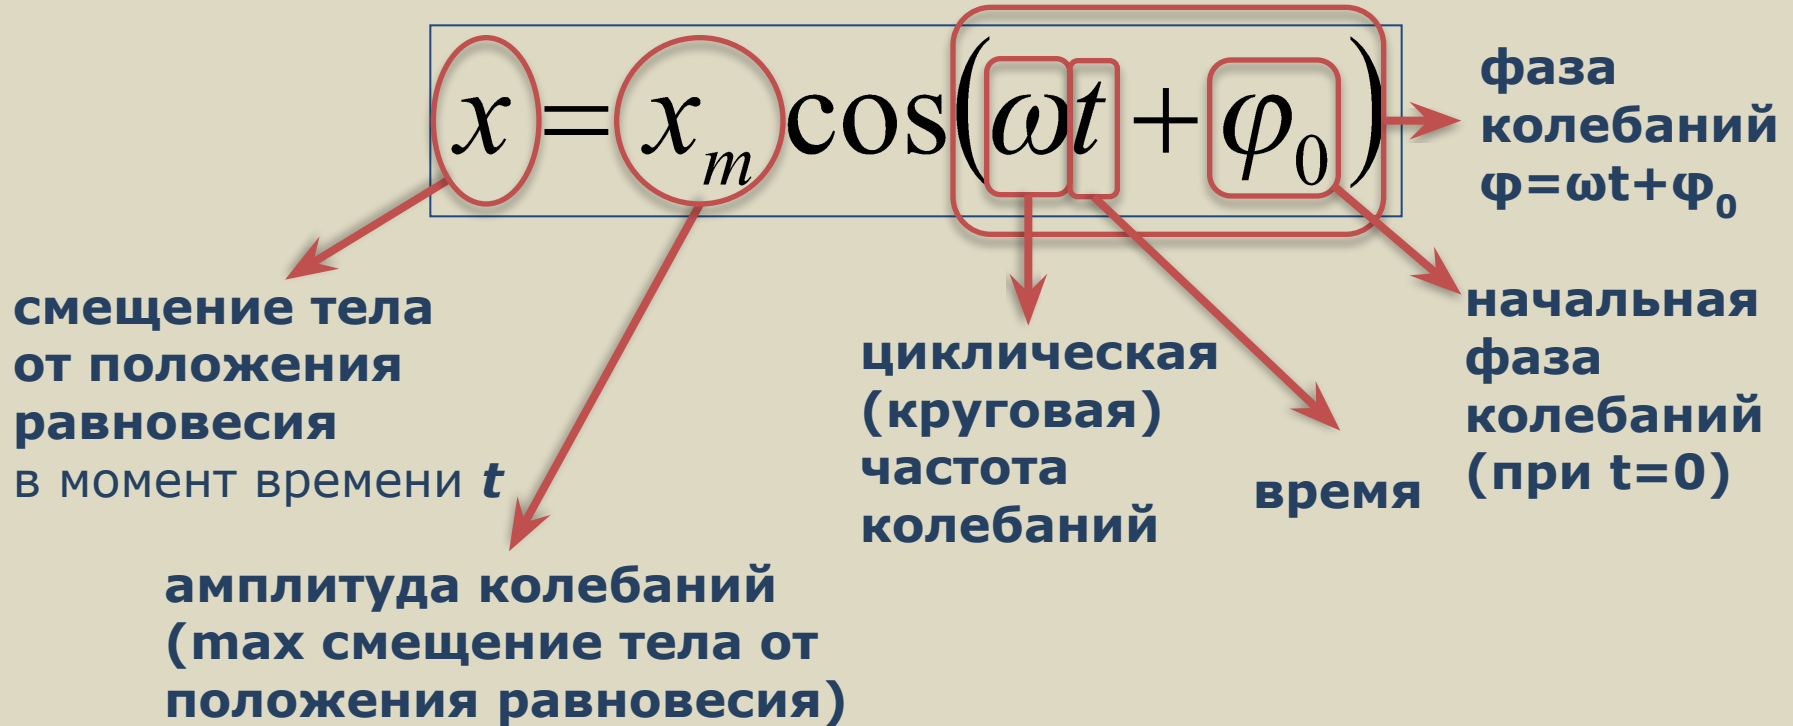 x = xₘ cos(ωt + φ₀)
фаза
колебаний
φ=ωt+φ₀
смещение тела
от положения
равновесия
в момент времени t
амплитуда колебаний
(max смещение тела от
положения равновесия)
циклическая
(круговая)
частота
колебаний
время
начальная
фаза
колебаний
(при t=0)